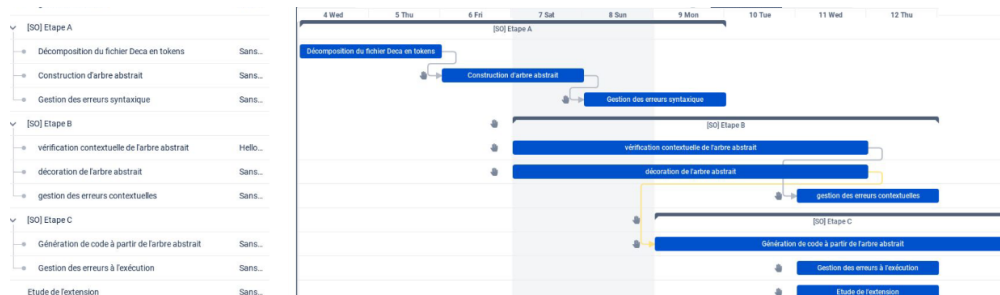 4 Wed 5 Thu 6 Fri 7 Sat 8 Sun 9 Mon 10 Tue 11 Wed 12 Thu
[SO] Etape A [SO] Etape A
Décomposition du fichier Deca en tokens Sans... Décomposition du fichier Deca en tokens
Construction d'arbre abstrait Sans... Construction d'arbre abstrait
Gestion des erreurs syntaxique Sans... Gestion des erreurs syntaxique
[SO] Etape B [SO] Etape B
vérification contextuelle de l'arbre abstrait Hello... vérification contextuelle de l'arbre abstrait
décoration de l'arbre abstrait Sans... décoration de l'arbre abstrait
gestion des erreurs contextuelles Sans... gestion des erreurs contextuelles
[SO] Etape C [SO] Etape C
Génération de code à partir de l'arbre abstrait Sans... Génération de code à partir de l'arbre abstrait
Gestion des erreurs à l'exécution Sans... Gestion des erreurs à l'exécution
Etude de l'extension Sans... Etude de l'extension